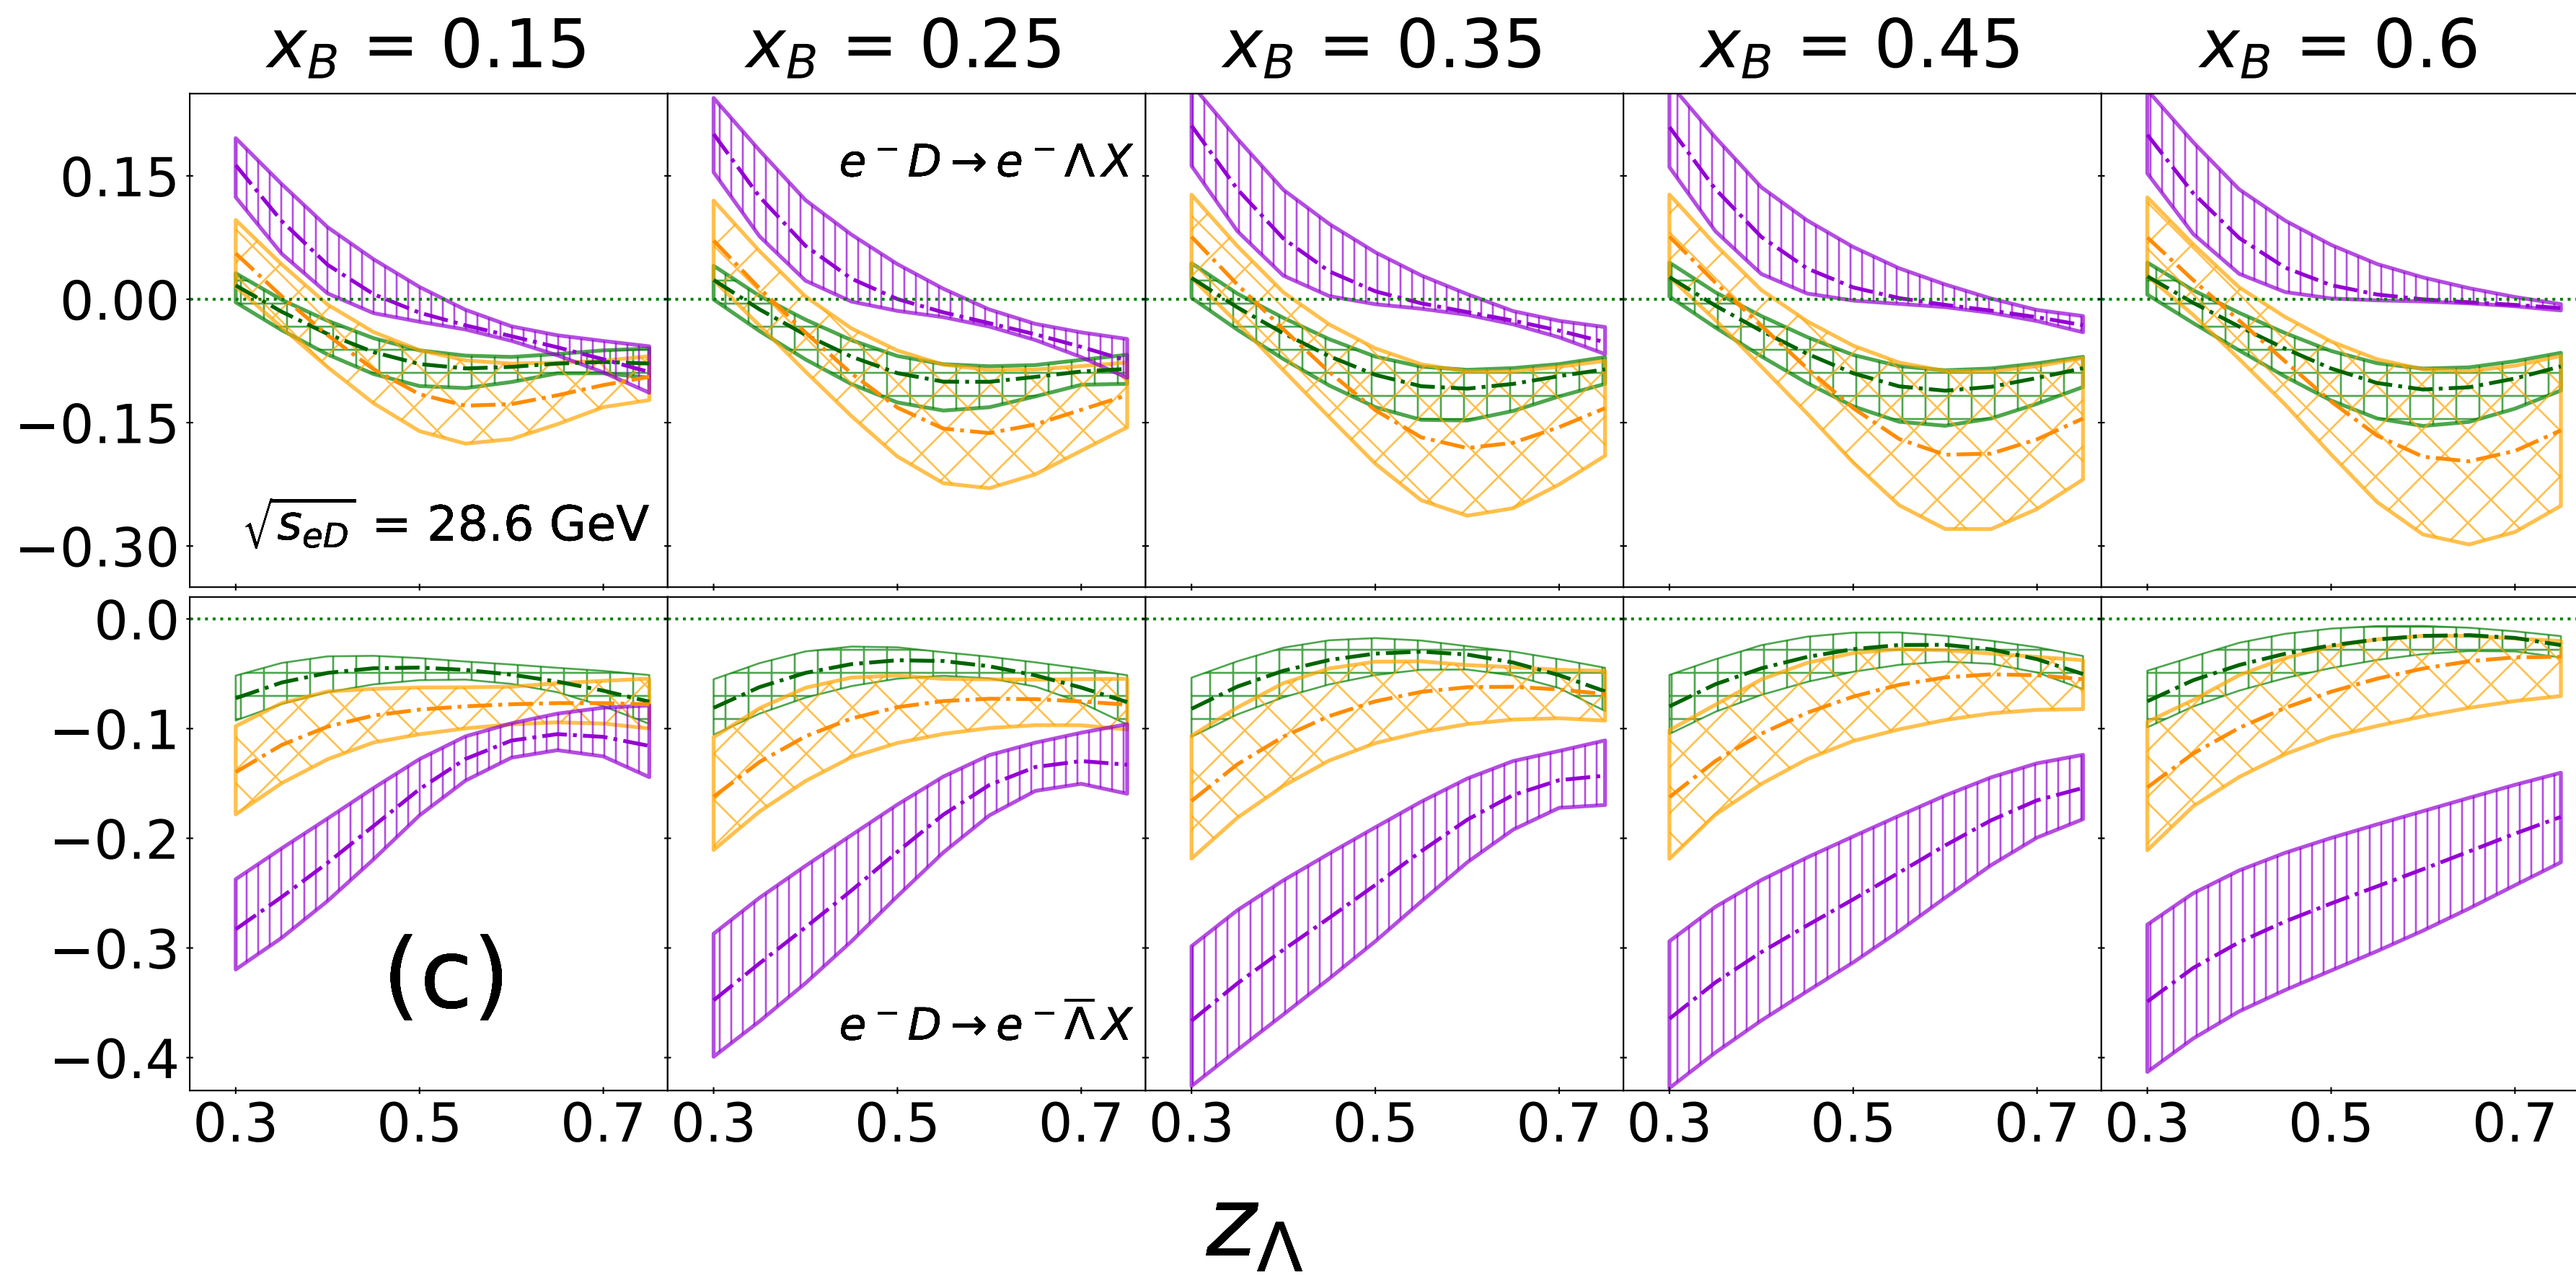 x_B = 0.15 x_B = 0.25 x_B = 0.35 x_B = 0.45 x_B = 0.6
0.15
0.00
−0.15
−0.30
e⁻D→e⁻ΛX
√s_eD = 28.6 GeV
0.0
−0.1
−0.2
−0.3
−0.4
(c)
e⁻D→e⁻Λ̅X
0.3 0.5 0.7 0.3 0.5 0.7 0.3 0.5 0.7 0.3 0.5 0.7 0.3 0.5 0.7
z_Λ